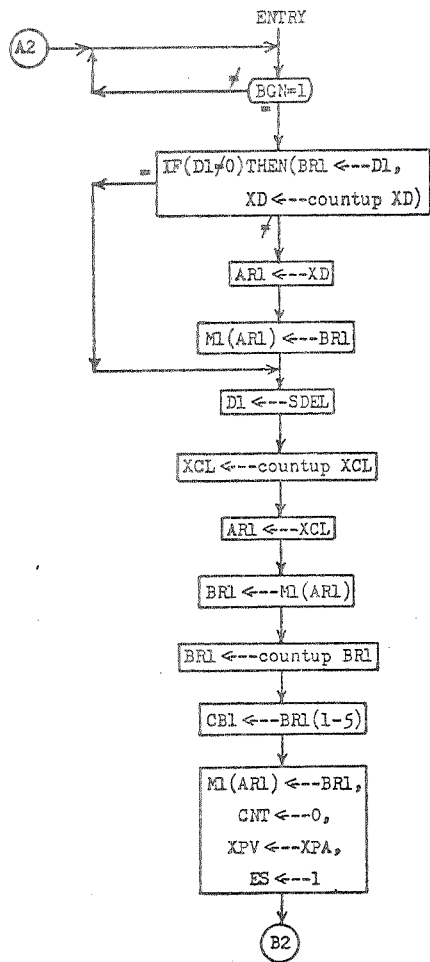 ENTRY
A2
≠
BGN=1
=
=
IF(D1≠0)THEN(BR1 <---D1,
XD<---countup XD)
≠
AR1 <---XD
M1(AR1) <---BR1
D1 <---SDEL
XCL <---countup XCL
AR1 <---XCL
BR1 <---M1(AR1)
BR1 <---countup BR1
CB1 <---BR1(1-5)
M1(AR1) <---BR1,
CNT <---0,
XPV <---XPA,
ES <---1
B2